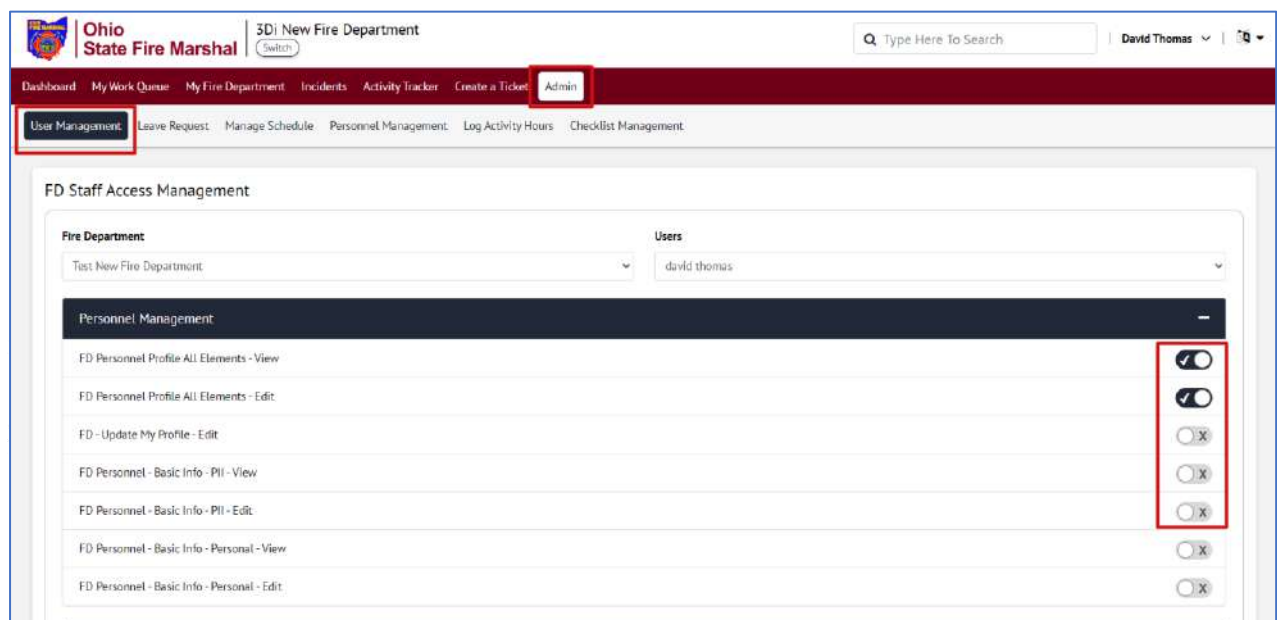 Ohio
State Fire Marshal
3Di New Fire Department
Switch
Type Here To Search
David Thomas
Dashboard My Work Queue My Fire Department Incidents Activity Tracker Create a Ticket Admin
User Management Leave Request Manage Schedule Personnel Management Log Activity Hours Checklist Management
FD Staff Access Management
Fire Department Users
Test New Fire Department david thomas
Personnel Management
FD Personnel Profile All Elements - View
FD Personnel Profile All Elements - Edit
FD - Update My Profile - Edit
FD Personnel - Basic Info - PII - View
FD Personnel - Basic Info - PII - Edit
FD Personnel - Basic Info - Personal - View
FD Personnel - Basic Info - Personal - Edit